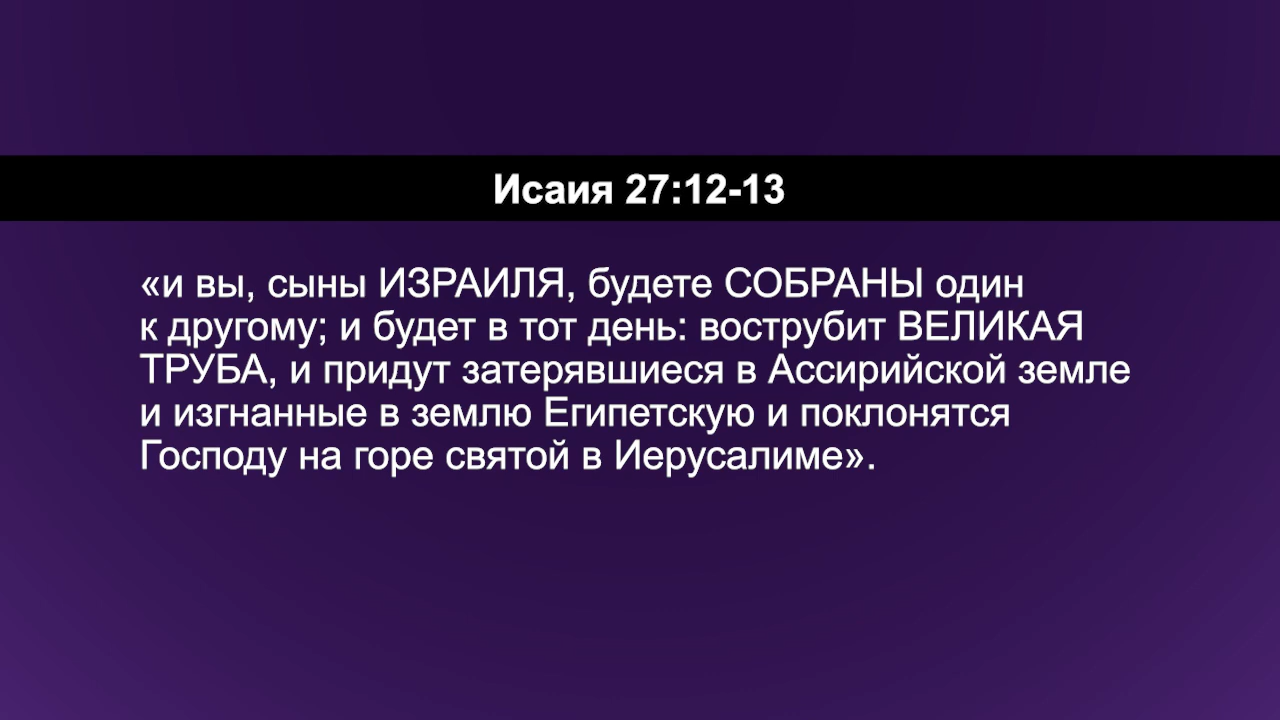 Исаия 27:12-13
«и вы, сыны ИЗРАИЛЯ, будете СОБРАНЫ один
к другому; и будет в тот день: вострубит ВЕЛИКАЯ
ТРУБА, и придут затерявшиеся в Ассирийской земле
и изгнанные в землю Египетскую и поклонятся
Господу на горе святой в Иерусалиме».